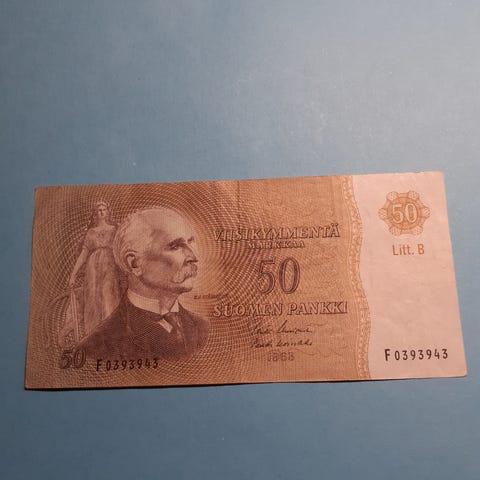 VIISIKYMMENTÄ
MARKKAA
50
SUOMEN PANKKI
1963
50
F0393943
50
Litt. B
F0393943